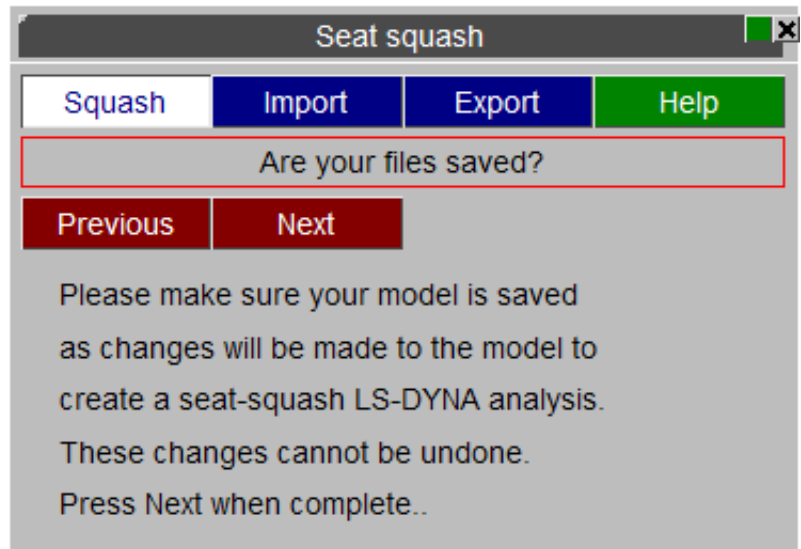 Seat squash
Squash Import Export Help
Are your files saved?
Previous Next
Please make sure your model is saved
as changes will be made to the model to
create a seat-squash LS-DYNA analysis.
These changes cannot be undone.
Press Next when complete..